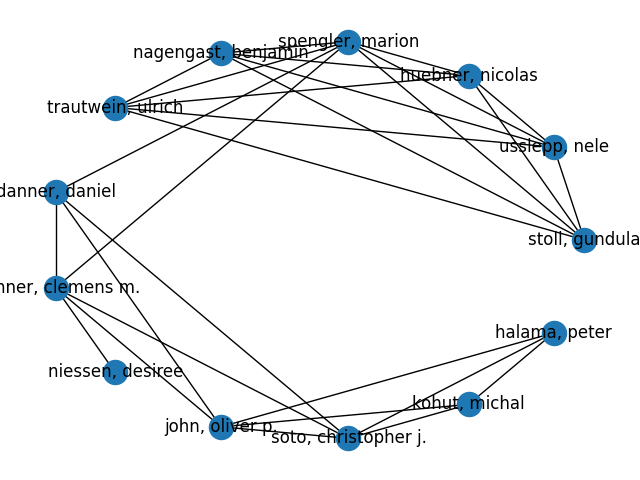 spengler, marion
nagengast, benjamin
huebner, nicolas
trautwein, ulrich
ussiepp, nele
danner, daniel
stoll, gundula
nner, clemens m.
halama, peter
niessen, desiree
kohut, michal
john, oliver p.
soto, christopher j.